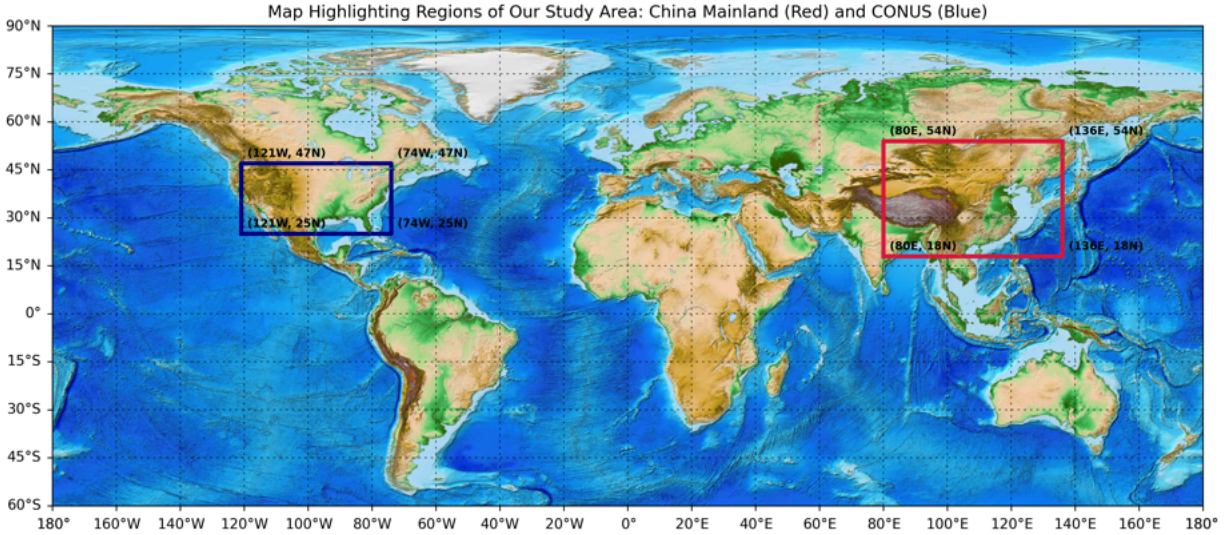 Map Highlighting Regions of Our Study Area: China Mainland (Red) and CONUS (Blue)
90°N
75°N
60°N
(80E, 54N) (136E, 54N)
(121W, 47N) (74W, 47N)
45°N
30°N
(121W, 25N) (74W, 25N)
(80E, 18N) (136E, 18N)
15°N
0°
15°S
30°S
45°S
60°S
180° 160°W 140°W 120°W 100°W 80°W 60°W 40°W 20°W 0° 20°E 40°E 60°E 80°E 100°E 120°E 140°E 160°E 180°